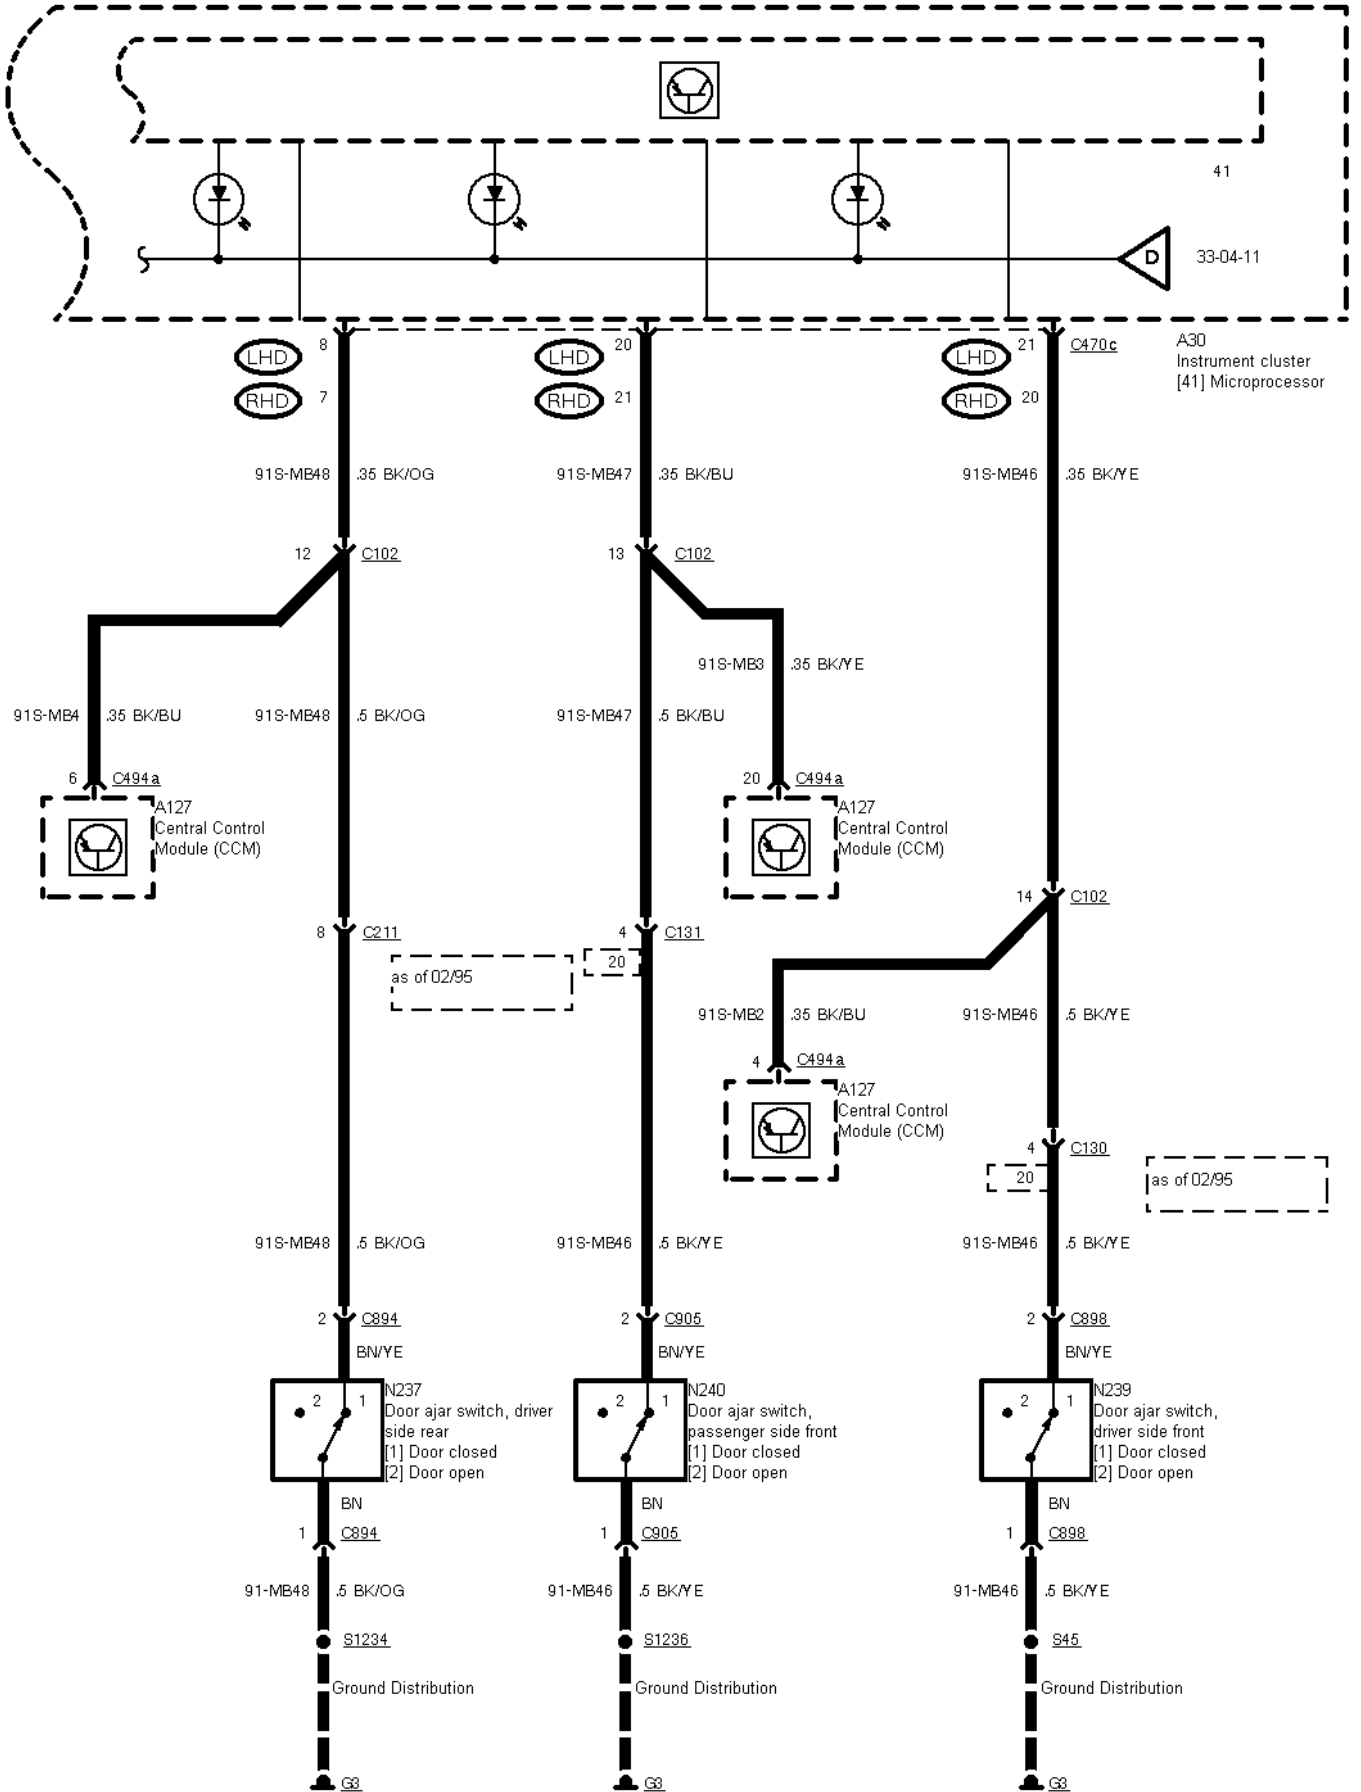 41
D 33-04-11
LHD 8 LHD 20 LHD 21 C470c A30
Instrument cluster
RHD 7 RHD 21 RHD 20 [41] Microprocessor
91S-MB48 .35 BK/OG 91S-MB47 .35 BK/BU 91S-MB46 .35 BK/YE
12 C102 13 C102
91S-MB3 .35 BK/YE
91S-MB4 .35 BK/BU 91S-MB48 .5 BK/OG 91S-MB47 .5 BK/BU
6 C494a 20 C494a
A127 A127
Central Control Central Control
Module (CCM) Module (CCM)
14 C102
8 C211 4 C131
20
as of 02/95
91S-MB2 .35 BK/BU 91S-MB46 .5 BK/YE
4 C494a
A127
Central Control
Module (CCM)
4 C130
20 as of 02/95
91S-MB48 .5 BK/OG 91S-MB46 .5 BK/YE 91S-MB46 .5 BK/YE
2 C894 2 C905 2 C898
BN/YE BN/YE BN/YE
2 1 N237 2 1 N240 2 1 N239
Door ajar switch, driver Door ajar switch, Door ajar switch,
side rear passenger side front driver side front
[1] Door closed [1] Door closed [1] Door closed
[2] Door open [2] Door open [2] Door open
BN BN BN
1 C894 1 C905 1 C898
91-MB48 .5 BK/OG 91-MB46 .5 BK/YE 91-MB46 .5 BK/YE
S1234 S1236 S45
Ground Distribution Ground Distribution Ground Distribution
G3 G3 G3